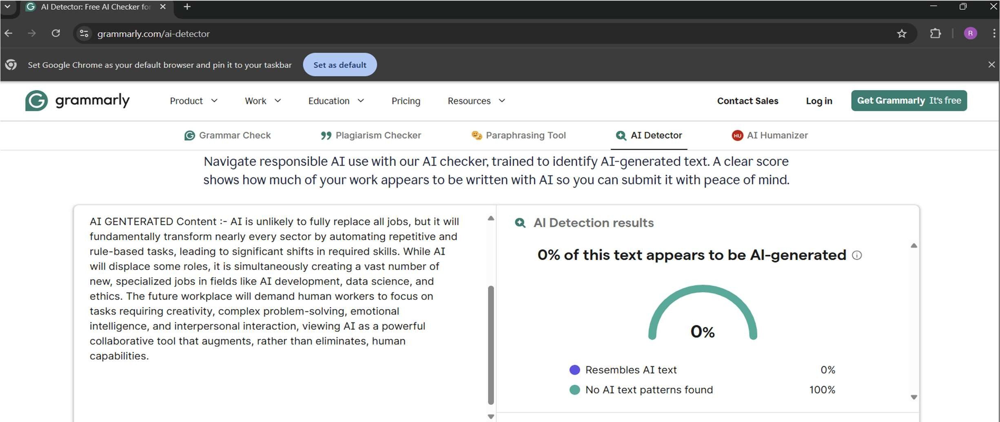 AI Detector: Free AI Checker for
grammarly.com/ai-detector
R
Set Google Chrome as your default browser and pin it to your taskbar
Set as default
grammarly
Product
Work
Education
Pricing
Resources
Contact Sales
Log in
Get Grammarly It's free
Grammar Check
Plagiarism Checker
Paraphrasing Tool
AI Detector
HU
AI Humanizer
Navigate responsible AI use with our AI checker, trained to identify AI-generated text. A clear score
shows how much of your work appears to be written with AI so you can submit it with peace of mind.
AI GENTERATED Content :- AI is unlikely to fully replace all jobs, but it will
fundamentally transform nearly every sector by automating repetitive and
rule-based tasks, leading to significant shifts in required skills. While AI
will displace some roles, it is simultaneously creating a vast number of
new, specialized jobs in fields like AI development, data science, and
ethics. The future workplace will demand human workers to focus on
tasks requiring creativity, complex problem-solving, emotional
intelligence, and interpersonal interaction, viewing AI as a powerful
collaborative tool that augments, rather than eliminates, human
capabilities.
AI Detection results
0% of this text appears to be AI-generated
0%
Resembles AI text 0%
No AI text patterns found 100%